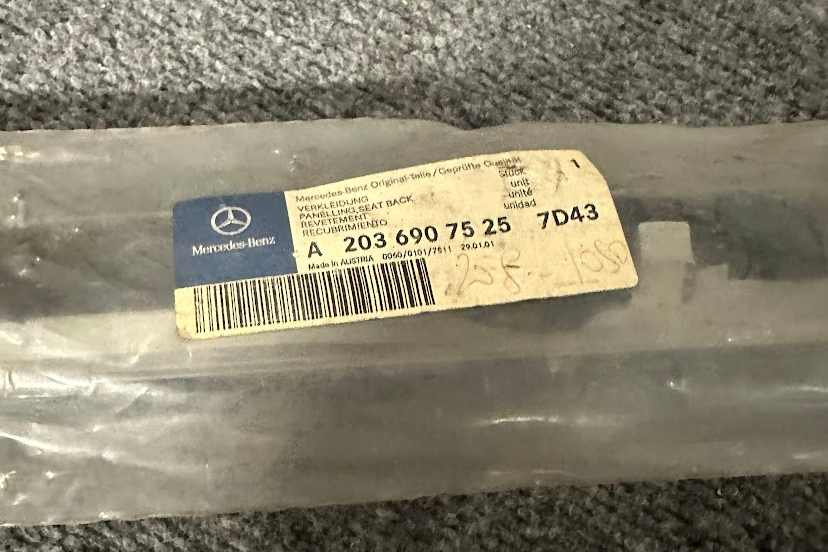 Mercedes-Benz
Mercedes-Benz Original-Teile/Geprüfte Qualität
VERKLEIDUNG
PANELLING,SEAT BACK
REVETEMENT
RECUBRIMIENTO
Stück 1
unit
unité
unidad
A 203 690 75 25 7D43
Made in AUSTRIA 0060/0101/7511 29.01.01